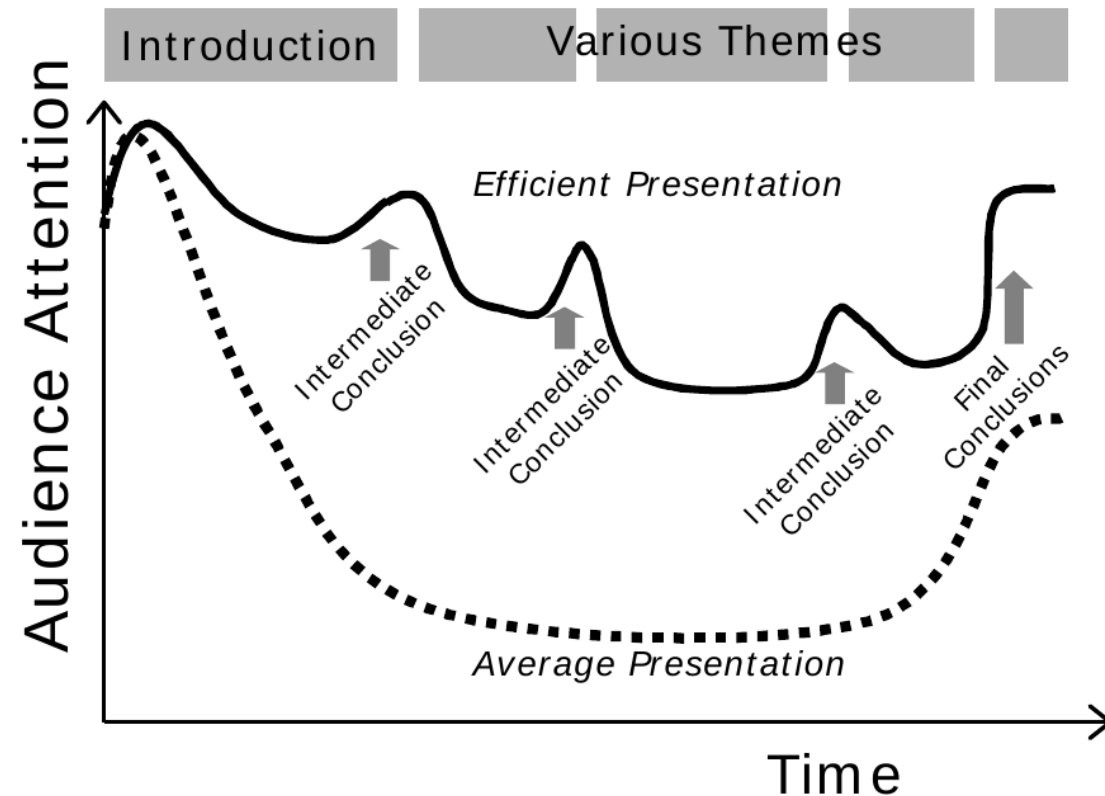 Introduction
Various Themes
Audience Attention
Efficient Presentation
Intermediate
Conclusion
Intermediate
Conclusion
Intermediate
Conclusion
Final
Conclusions
Average Presentation
Time